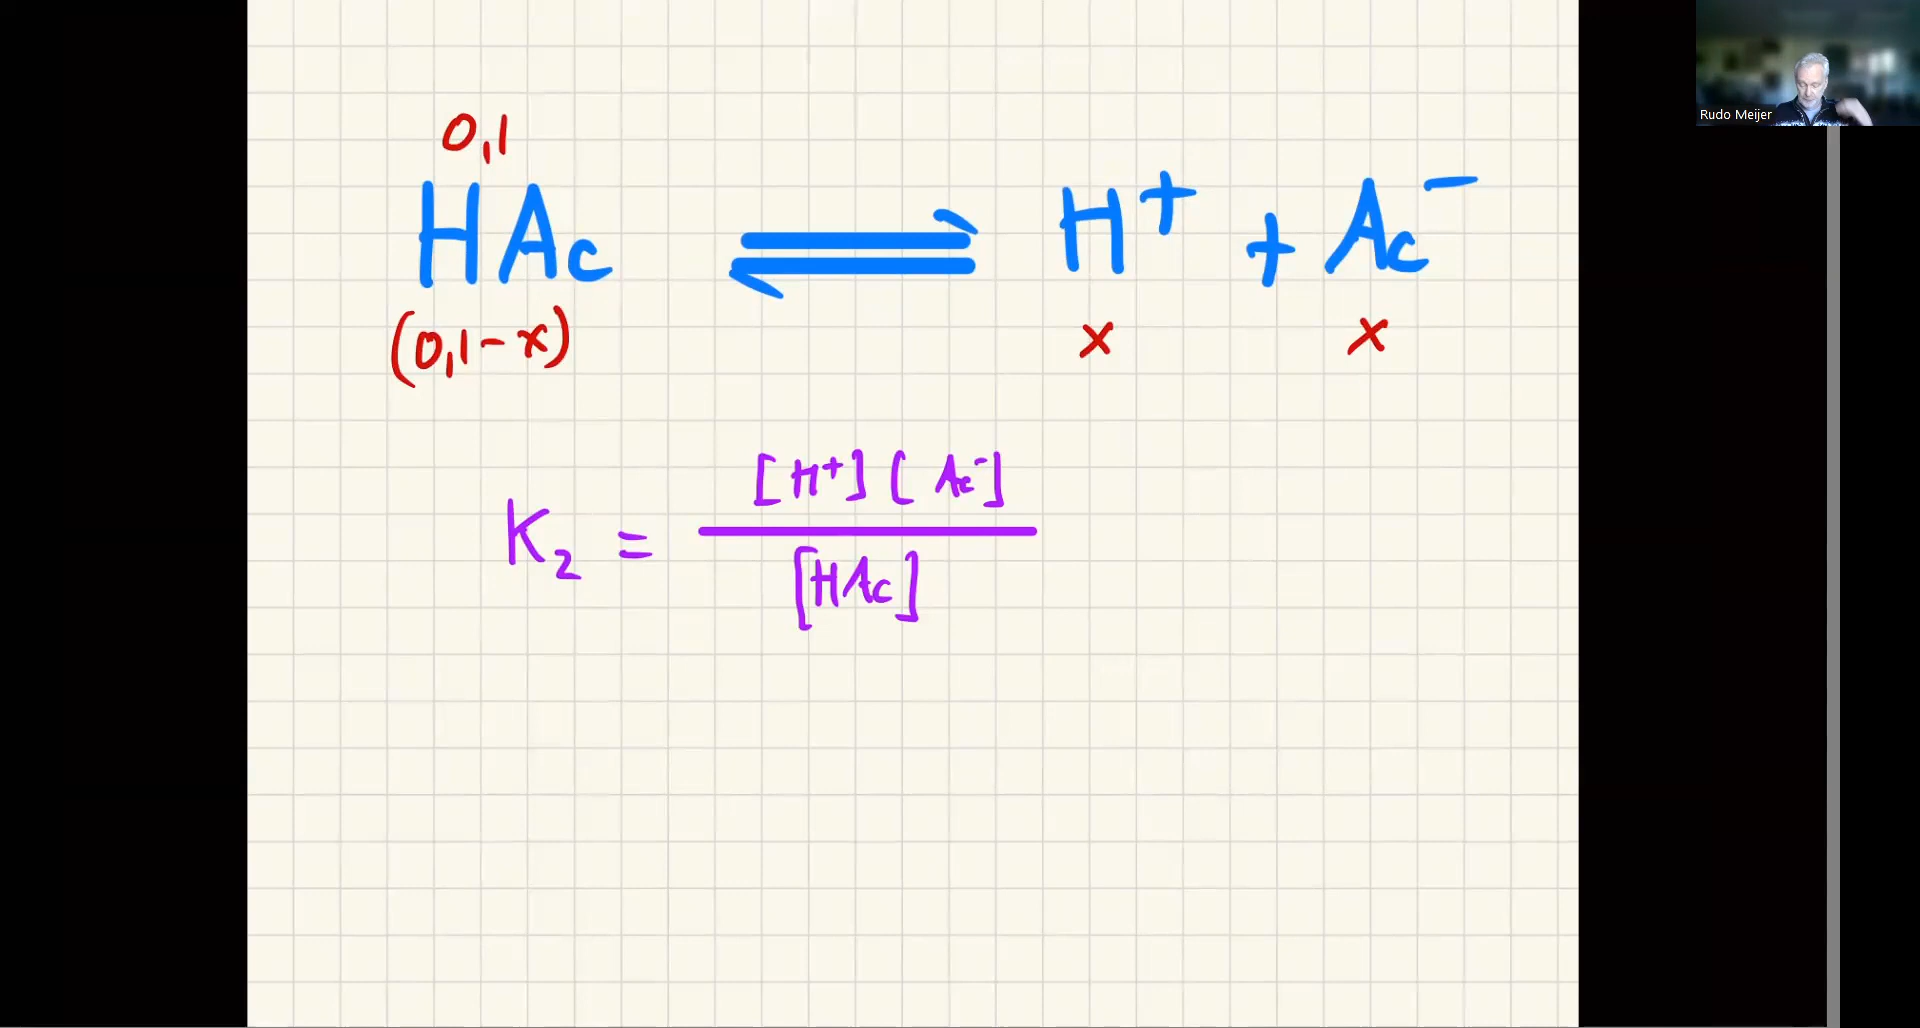 Rudo Meijer
0,1
HAc ⇌ H⁺ + Ac⁻
(0,1-x) x x
K₂ = [H⁺] [Ac⁻]
[HAc]